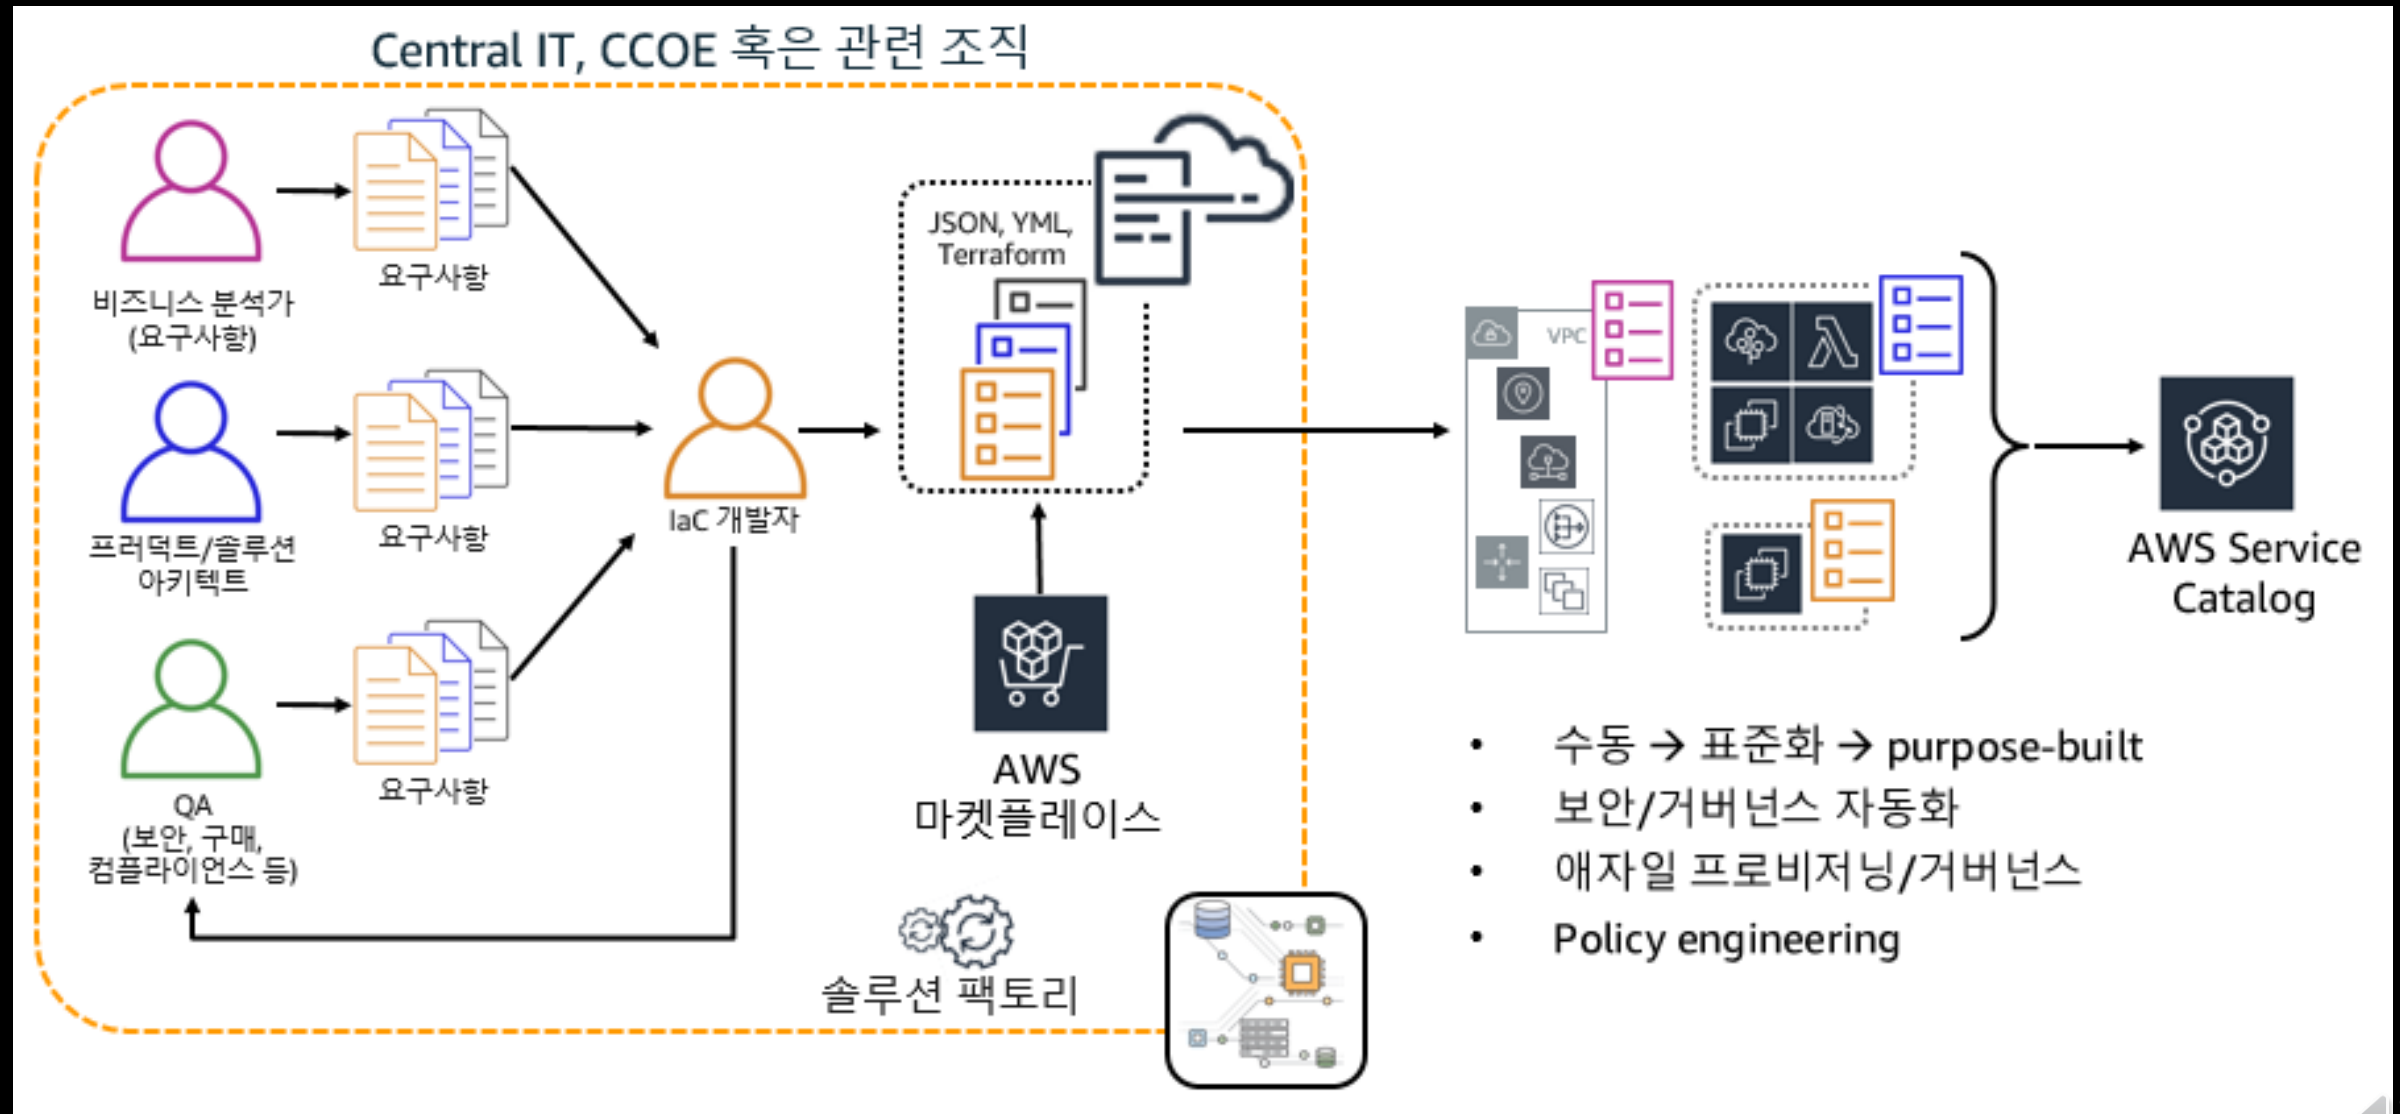 Central IT, CCOE 혹은 관련 조직
요구사항
비즈니스 분석가
(요구사항)
요구사항
프러덕트/솔루션
아키텍트
요구사항
QA
(보안, 구매,
컴플라이언스 등)
IaC 개발자
JSON, YML,
Terraform
AWS
마켓플레이스
솔루션 팩토리
VPC
AWS Service
Catalog
• 수동 → 표준화 → purpose-built
• 보안/거버넌스 자동화
• 애자일 프로비저닝/거버넌스
• Policy engineering